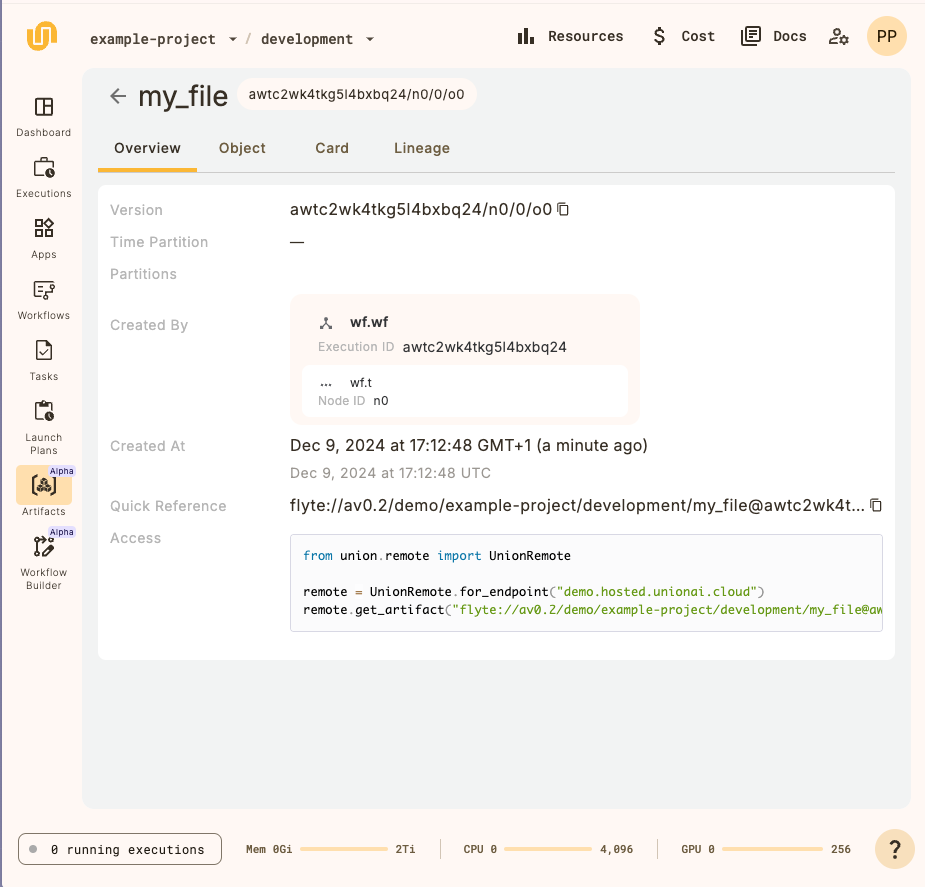 example-project / development
Resources
Cost
Docs
PP
Dashboard
Executions
Apps
Workflows
Tasks
Launch
Plans
Alpha
Artifacts
Alpha
Workflow
Builder
my_file
awtc2wk4tkg5l4bxbq24/n0/0/o0
Overview
Object
Card
Lineage
Version
awtc2wk4tkg5l4bxbq24/n0/0/o0
Time Partition
—
Partitions
Created By
wf.wf
Execution ID awtc2wk4tkg5l4bxbq24
... wf.t
Node ID n0
Created At
Dec 9, 2024 at 17:12:48 GMT+1 (a minute ago)
Dec 9, 2024 at 17:12:48 UTC
Quick Reference
flyte://av0.2/demo/example-project/development/my_file@awtc2wk4t...
Access
from union.remote import UnionRemote
remote = UnionRemote.for_endpoint("demo.hosted.unionai.cloud")
remote.get_artifact("flyte://av0.2/demo/example-project/development/my_file@aw
0 running executions
Mem 0Gi
2Ti
CPU 0
4,096
GPU 0
256
?